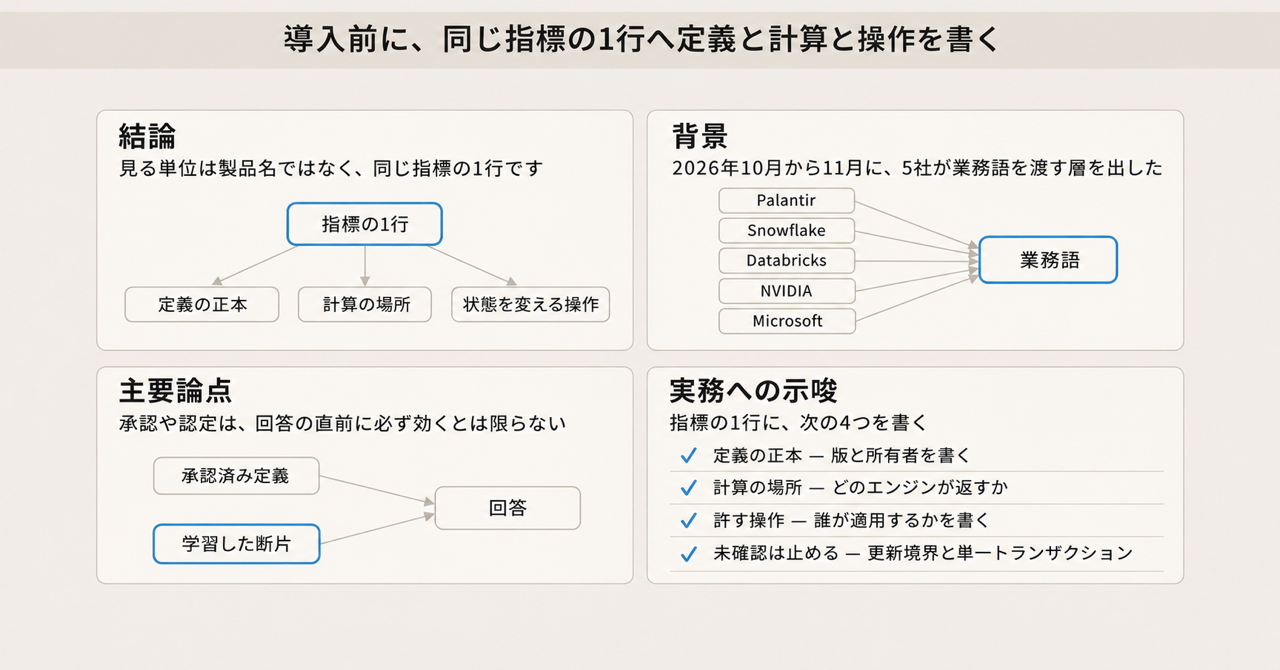 導入前に、同じ指標の1行へ定義と計算と操作を書く
結論
見る単位は製品名ではなく、同じ指標の1行です
指標の1行
定義の正本
計算の場所
状態を変える操作
背景
2026年10月から11月に、5社が業務語を渡す層を出した
Palantir
Snowflake
Databricks
NVIDIA
Microsoft
業務語
主要論点
承認や認定は、回答の直前に必ず効くとは限らない
承認済み定義
学習した断片
回答
実務への示唆
指標の1行に、次の4つを書く
定義の正本 — 版と所有者を書く
計算の場所 — どのエンジンが返すか
許す操作 — 誰が適用するかを書く
未確認は止める — 更新境界と単一トランザクション